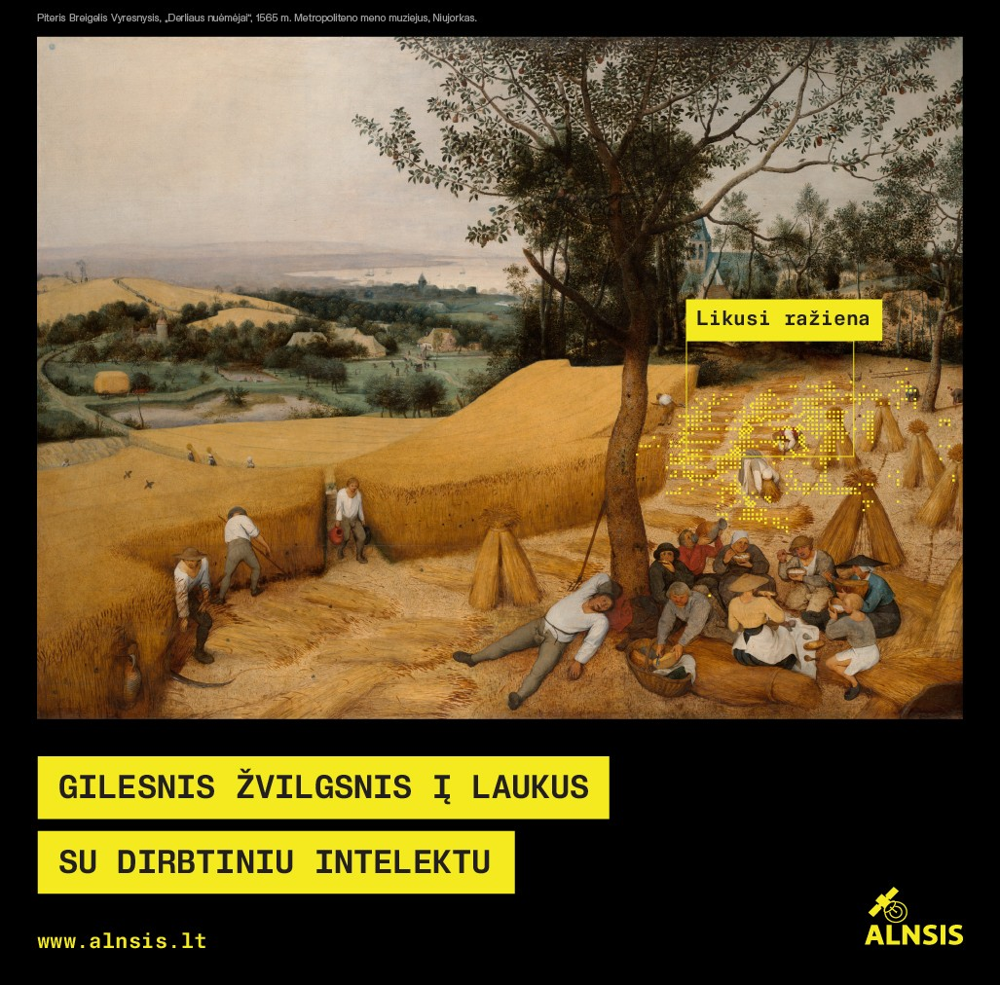 Piteris Breigelis Vyresnysis, „Derliaus nuėmėjai“, 1565 m. Metropoliteno meno muziejus, Niujorkas.
Likusi ražiena
GILESNIS ŽVILGSNIS Į LAUKUS
SU DIRBTINIU INTELEKTU
www.alnsis.lt
ALNSIS